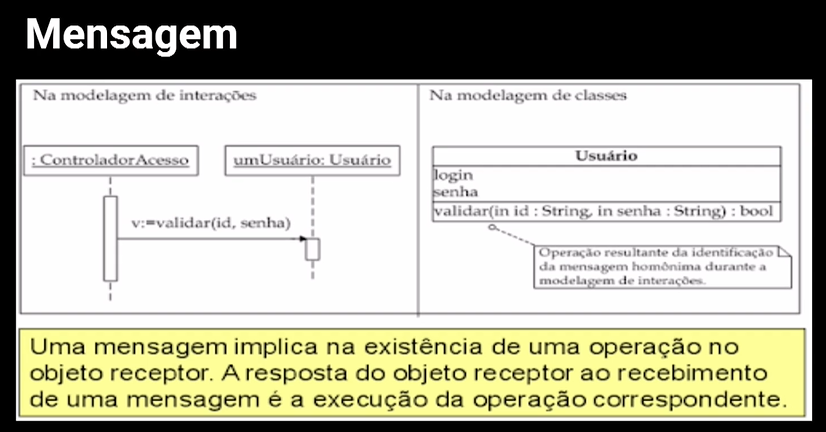 Mensagem
Na modelagem de interações
: ControladorAcesso
umUsuário: Usuário
v:=validar(id, senha)
Na modelagem de classes
Usuário
login
senha
validar(in id : String, in senha : String) : bool
Operação resultante da identificação
da mensagem homônima durante a
modelagem de interações.
Uma mensagem implica na existência de uma operação no
objeto receptor. A resposta do objeto receptor ao recebimento
de uma mensagem é a execução da operação correspondente.